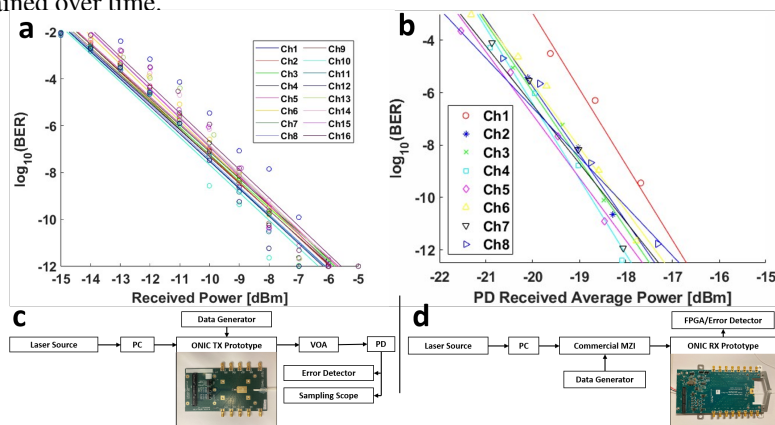 ained over time.
a
-2
-4
-6
-8
-10
-12
log10(BER)
-15 -14 -13 -12 -11 -10 -9 -8 -7 -6 -5
Received Power [dBm]
Ch1 Ch9
Ch2 Ch10
Ch3 Ch11
Ch4 Ch12
Ch5 Ch13
Ch6 Ch14
Ch7 Ch15
Ch8 Ch16
b
-4
-6
-8
-10
-12
log10(BER)
-22 -21 -20 -19 -18 -17 -16 -15
PD Received Average Power [dBm]
Ch1
Ch2
Ch3
Ch4
Ch5
Ch6
Ch7
Ch8
c
Data Generator
Laser Source PC ONIC TX Prototype VOA PD
Error Detector
Sampling Scope
d
FPGA/Error Detector
Laser Source PC Commercial MZI ONIC RX Prototype
Data Generator